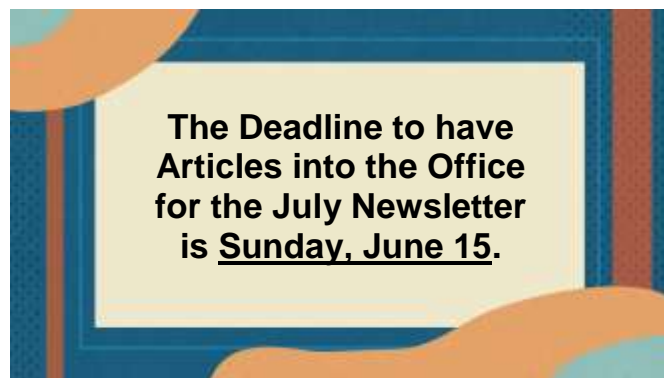 The Deadline to have
Articles into the Office
for the July Newsletter
is Sunday, June 15.